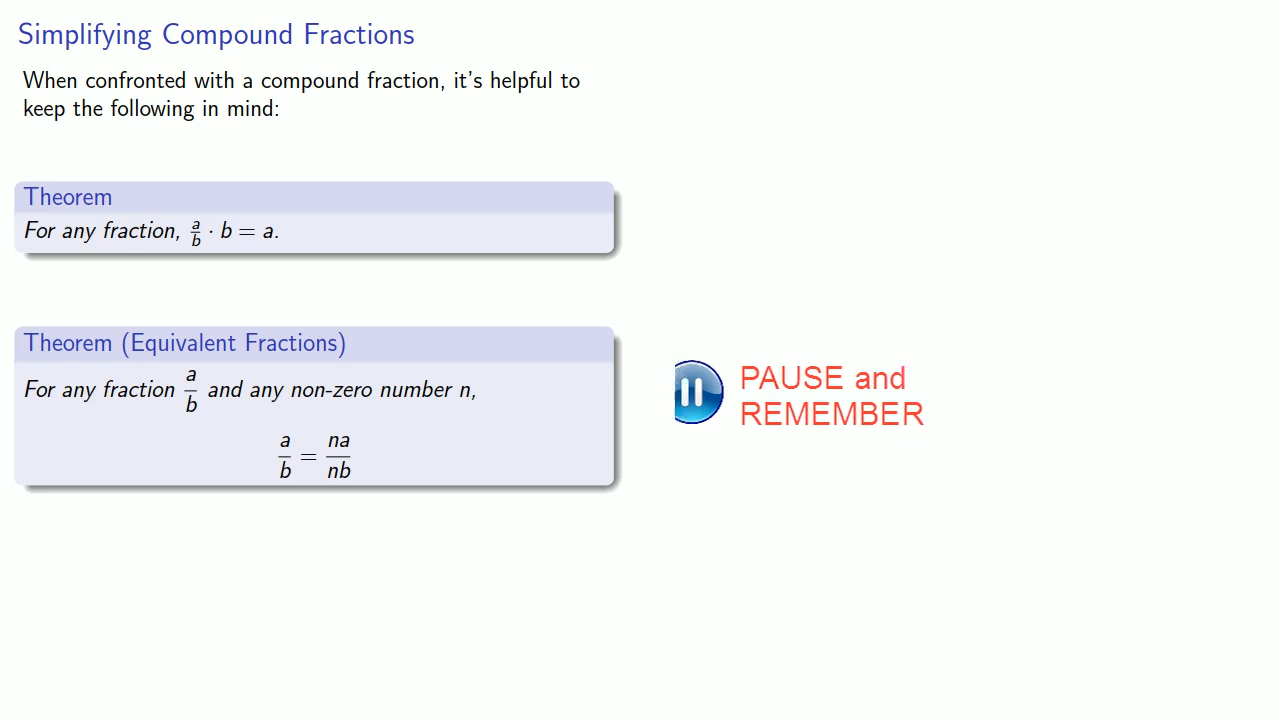 Simplifying Compound Fractions
When confronted with a compound fraction, it's helpful to
keep the following in mind:
Theorem
For any fraction, a/b · b = a.
Theorem (Equivalent Fractions)
For any fraction a/b and any non-zero number n,
a/b = na/nb
PAUSE and
REMEMBER